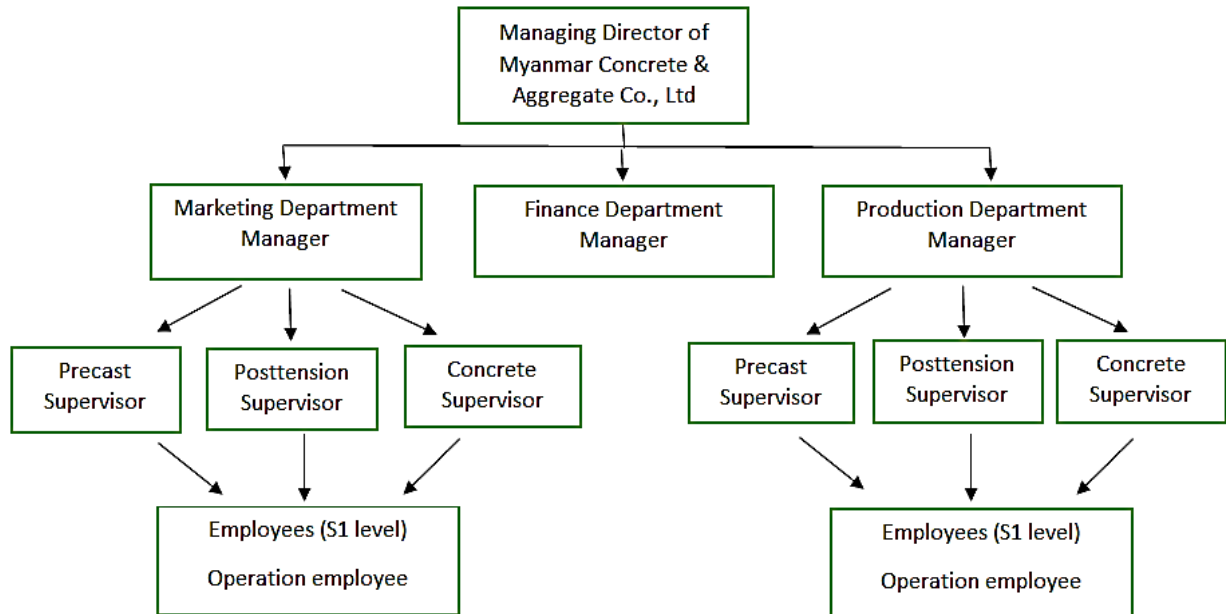 Managing Director of
Myanmar Concrete &
Aggregate Co., Ltd
Marketing Department
Manager
Finance Department
Manager
Production Department
Manager
Precast
Supervisor
Posttension
Supervisor
Concrete
Supervisor
Precast
Supervisor
Posttension
Supervisor
Concrete
Supervisor
Employees (S1 level)
Operation employee
Employees (S1 level)
Operation employee